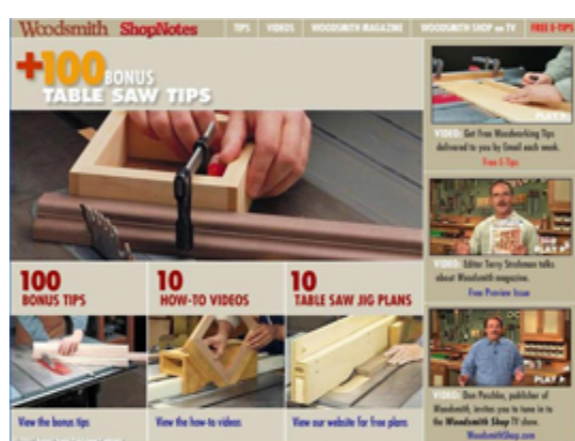 Woodsmith ShopNotes
TIPS VIDEOS WOODSMITH MAGAZINE WOODSMITH SHOP on TV FREE E-TIPS
+100 BONUS
TABLE SAW TIPS
100
BONUS TIPS
View the bonus tips
10
HOW-TO VIDEOS
View the how-to videos
10
TABLE SAW JIG PLANS
View our website for free plans
PLAY
VIDEO: Get Free Woodworking Tips
delivered to you by Email each week.
Free E-Tips
PLAY
VIDEO: Editor Terry Strohman talks
about Woodsmith magazine.
Free Preview Issue
PLAY
VIDEO: Don Peschke, publisher of
Woodsmith, invites you to tune in to
the Woodsmith Shop TV show.
WoodsmithShop.com